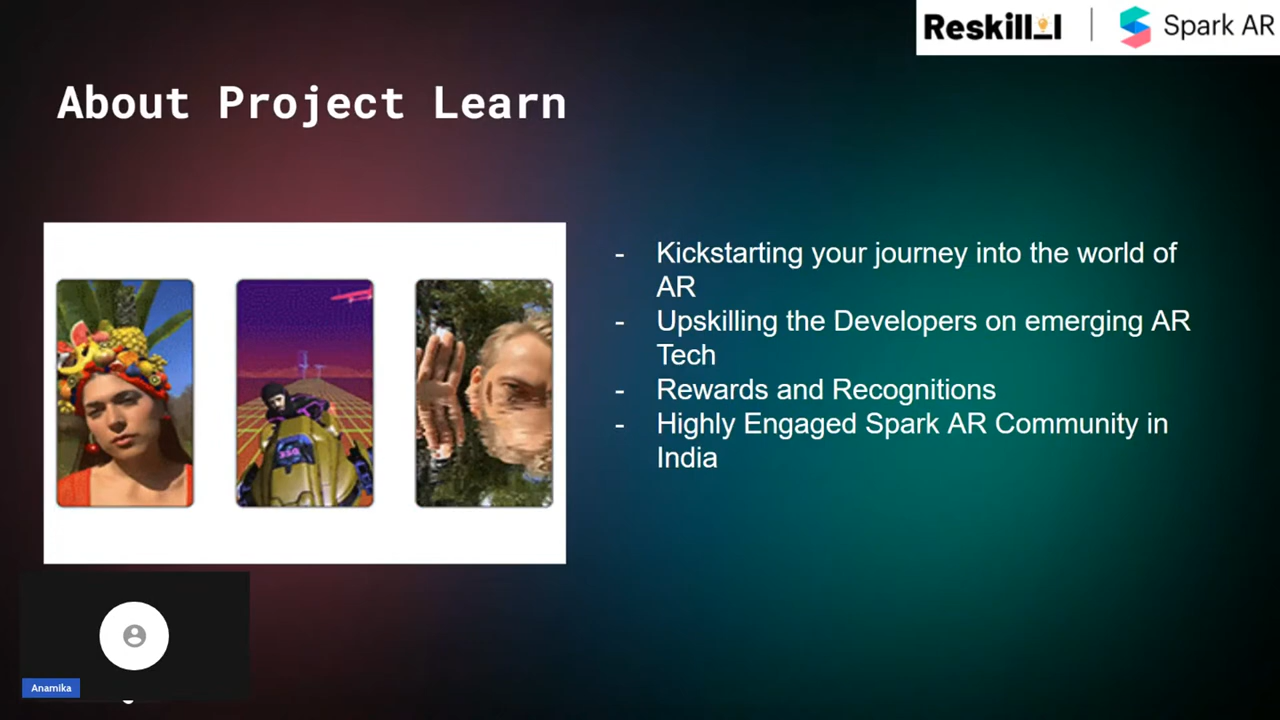 Reskill_l | Spark AR
About Project Learn
- Kickstarting your journey into the world of
AR
- Upskilling the Developers on emerging AR
Tech
- Rewards and Recognitions
- Highly Engaged Spark AR Community in
India
Anamika